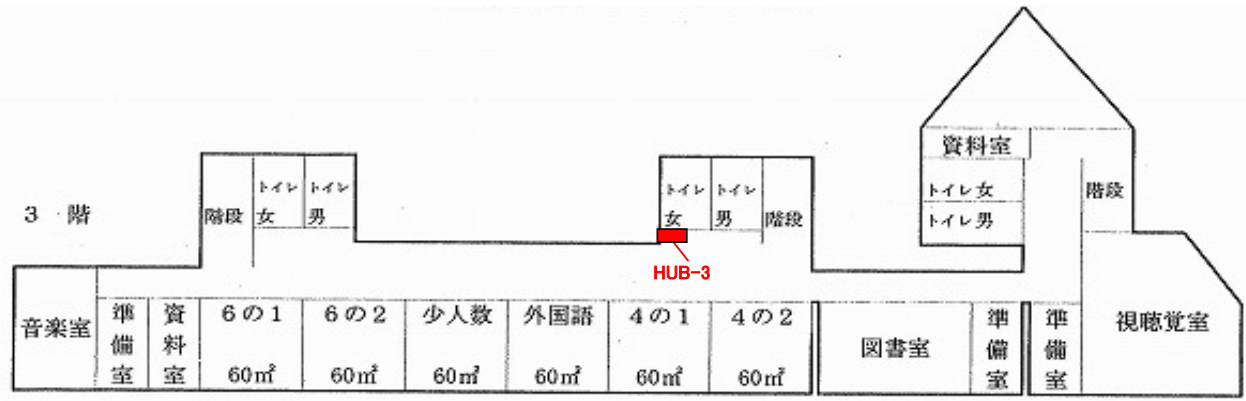 資料室
トイレ
トイレ
女
男
階段
トイレ
トイレ
女
男
階段
トイレ 女
トイレ 男
階段
3 階
HUB-3
音楽室
準備室
資料室
6の1
60㎡
6の2
60㎡
少人数
60㎡
外国語
60㎡
4の1
60㎡
4の2
60㎡
図書室
準備室
準備室
視聴覚室